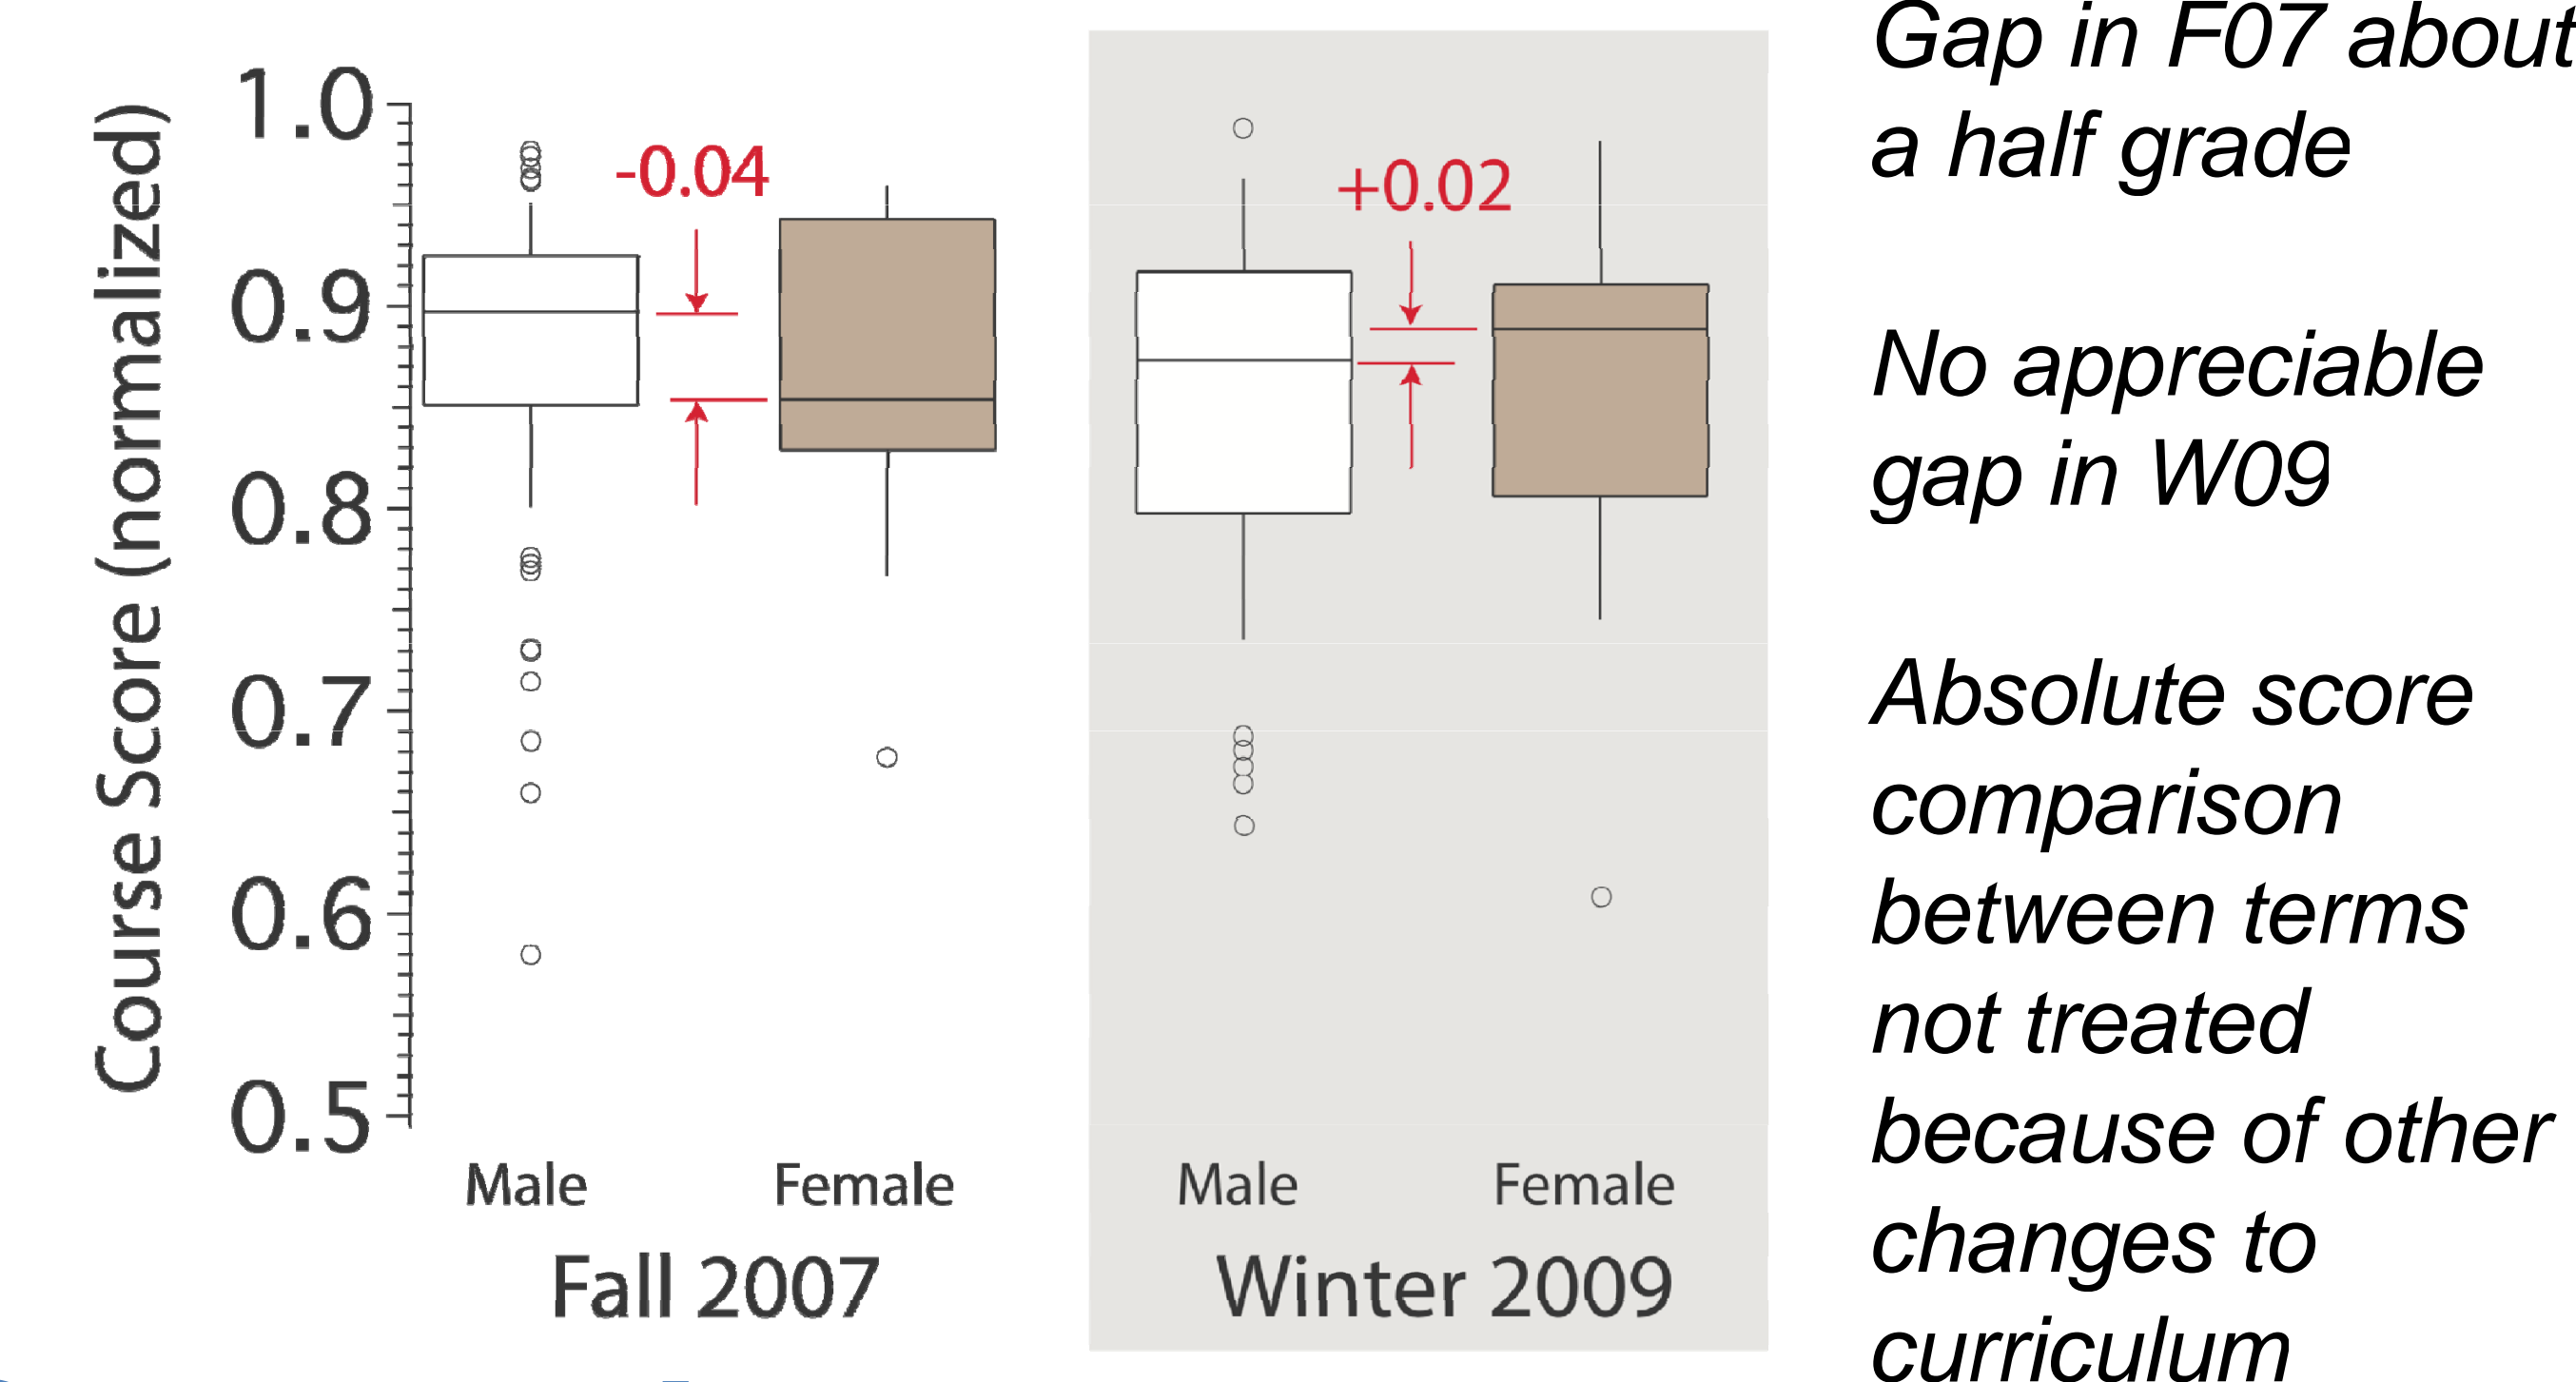 Course Score (normalized)
1.0
0.9
0.8
0.7
0.6
0.5
-0.04
+0.02
Male
Female
Male
Female
Fall 2007
Winter 2009
Gap in F07 about
a half grade
No appreciable
gap in W09
Absolute score
comparison
between terms
not treated
because of other
changes to
curriculum